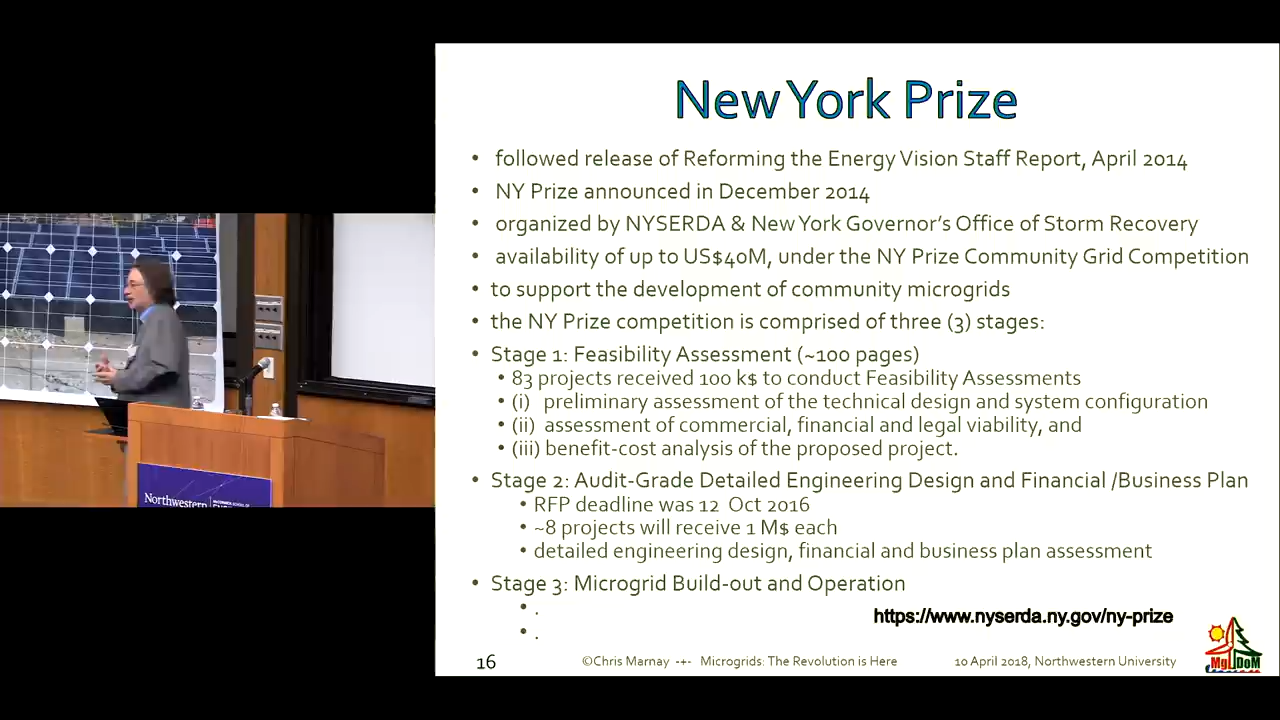 New York Prize
• followed release of Reforming the Energy Vision Staff Report, April 2014
• NY Prize announced in December 2014
• organized by NYSERDA & New York Governor's Office of Storm Recovery
• availability of up to US$40M, under the NY Prize Community Grid Competition
• to support the development of community microgrids
• the NY Prize competition is comprised of three (3) stages:
• Stage 1: Feasibility Assessment (~100 pages)
• 83 projects received 100 k$ to conduct Feasibility Assessments
• (i) preliminary assessment of the technical design and system configuration
• (ii) assessment of commercial, financial and legal viability, and
• (iii) benefit-cost analysis of the proposed project.
• Stage 2: Audit-Grade Detailed Engineering Design and Financial /Business Plan
• RFP deadline was 12 Oct 2016
• ~8 projects will receive 1 M$ each
• detailed engineering design, financial and business plan assessment
• Stage 3: Microgrid Build-out and Operation
• .
• .
https://www.nyserda.ny.gov/ny-prize
16
©Chris Marnay -+- Microgrids: The Revolution is Here
10 April 2018, Northwestern University
MgDoM
Northwestern